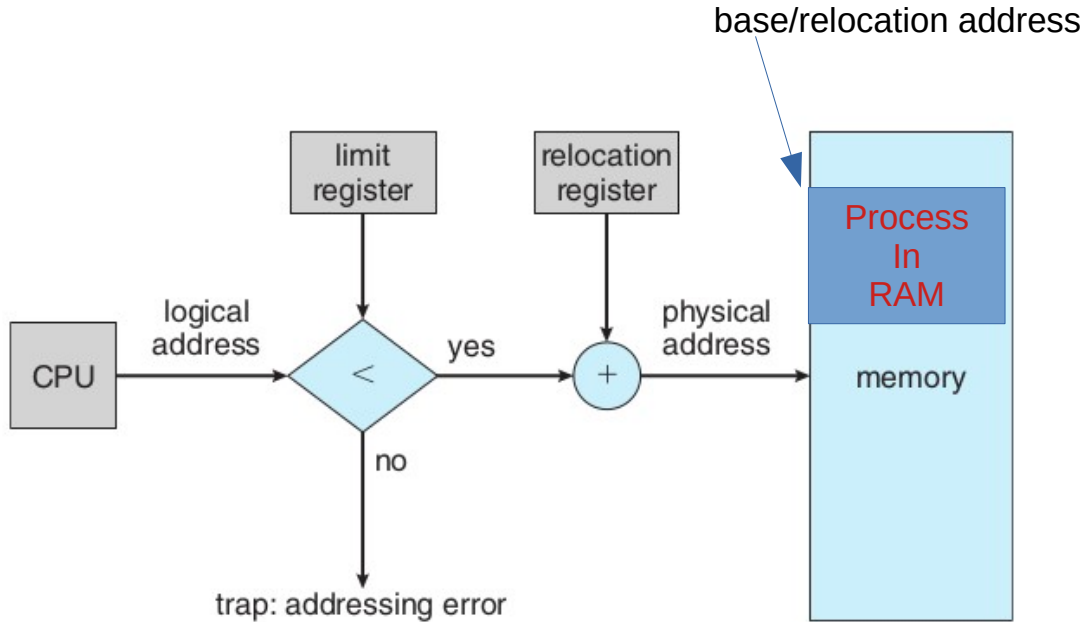 base/relocation address
limit
register
relocation
register
Process
In
RAM
logical
address
yes
physical
address
CPU
<
+
memory
no
trap: addressing error